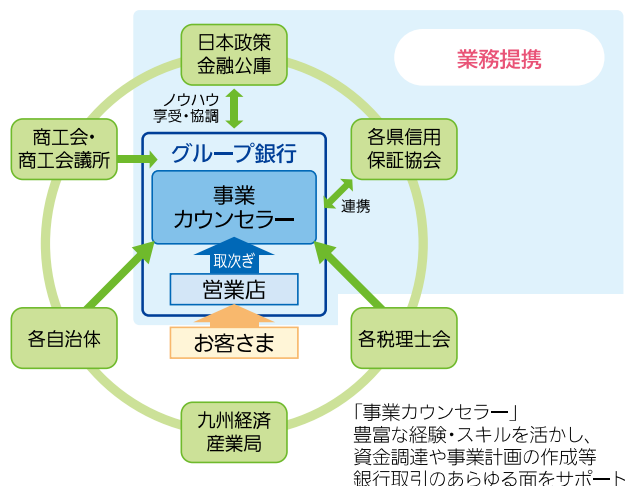 日本政策
金融公庫
業務提携
ノウハウ
享受・協調
商工会・
商工会議所
グループ銀行
各県信用
保証協会
事業
カウンセラー
連携
取次ぎ
営業店
各自治体
お客さま
各税理士会
九州経済
産業局
「事業カウンセラー」
豊富な経験・スキルを活かし、
資金調達や事業計画の作成等
銀行取引のあらゆる面をサポート